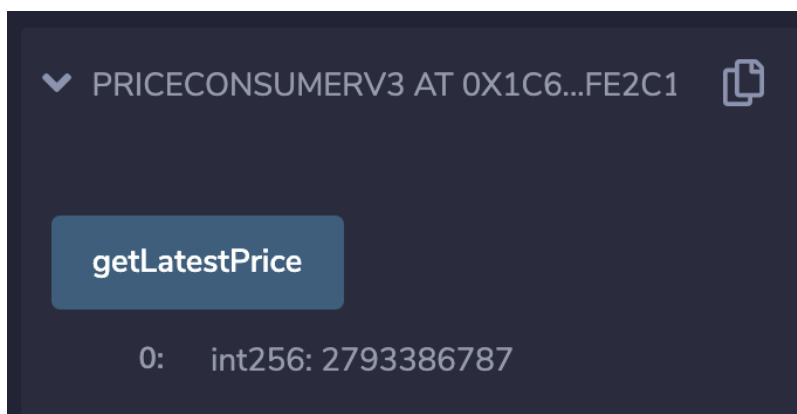 PRICECONSUMERV3 AT 0X1C6...FE2C1
getLatestPrice
0: int256: 2793386787